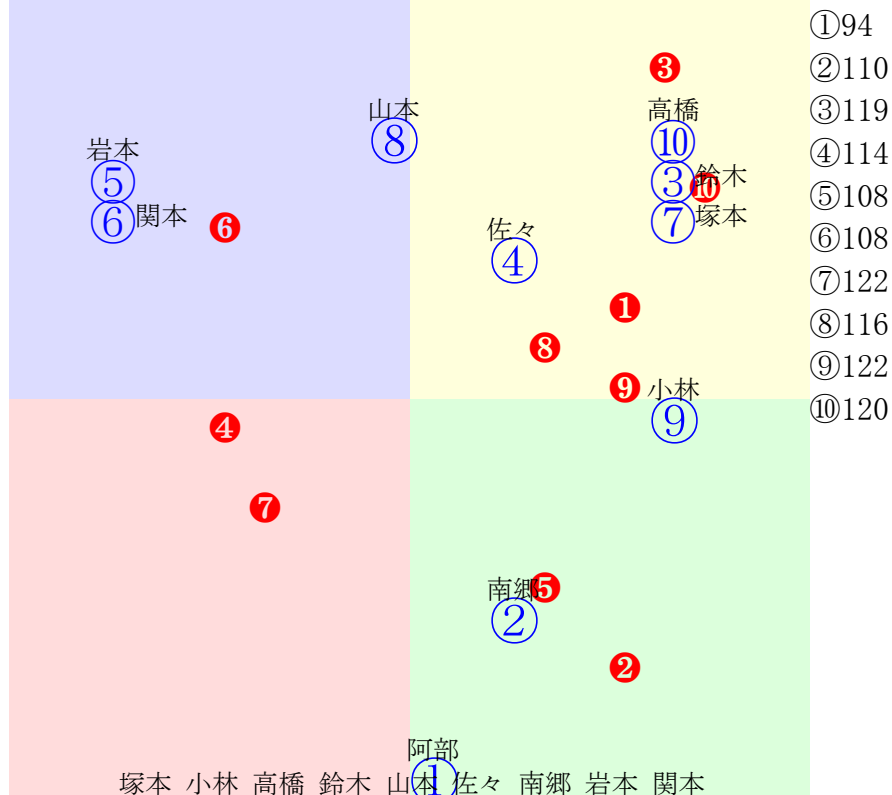 ①94
❸
②110
山本
高橋
③119
⑧
⑩
岩本
④114
⑤
③鈴木
❿
⑤108
⑥関本
❻
⑦塚本
佐々
⑥108
④
⑦122
❶
⑧116
❽
⑨122
❾
小林
⑩120
❹
⑨
❼
南郷
❺
②
❷
阿部
①
塚本 小林 高橋 鈴木 山本 佐々 南郷 岩本 関本